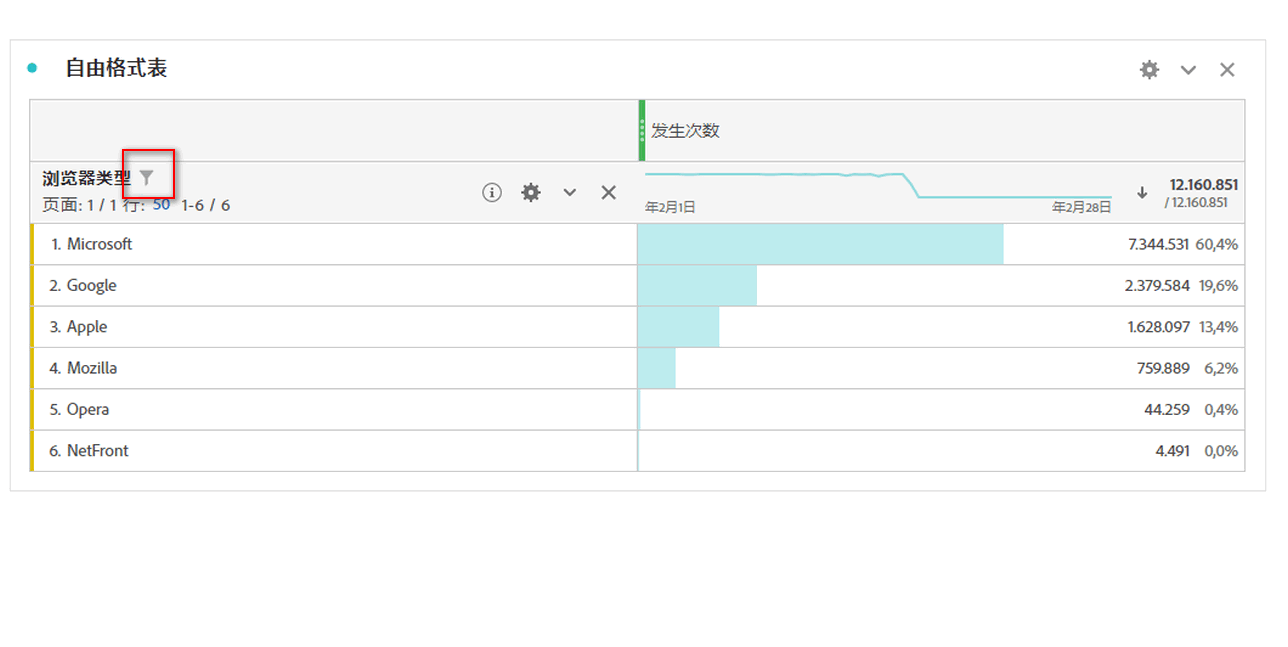 自由格式表
发生次数
浏览器类型
页面: 1 / 1 行: 50 1-6 / 6
年2月1日
年2月28日
12.160.851
/ 12.160.851
1. Microsoft 7.344.531 60,4%
2. Google 2.379.584 19,6%
3. Apple 1.628.097 13,4%
4. Mozilla 759.889 6,2%
5. Opera 44.259 0,4%
6. NetFront 4.491 0,0%